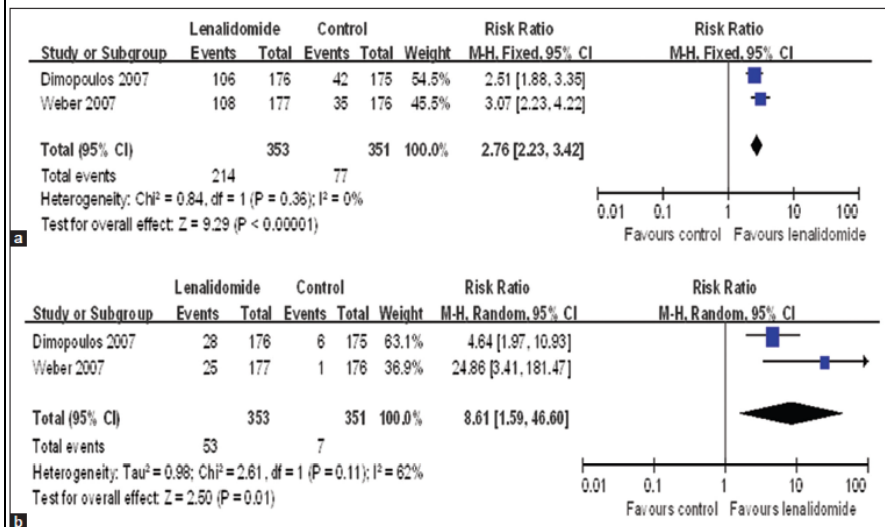 Lenalidomide Control Risk Ratio Risk Ratio
Study or Subgroup Events Total Events Total Weight M-H, Fixed, 95% CI M-H, Fixed, 95% CI
Dimopoulos 2007 106 176 42 175 54.5% 2.51 [1.88, 3.35]
Weber 2007 108 177 35 176 45.5% 3.07 [2.23, 4.22]
Total (95% CI) 353 351 100.0% 2.76 [2.23, 3.42]
Total events 214 77
Heterogeneity: Chi² = 0.84, df = 1 (P = 0.36); I² = 0%
Test for overall effect: Z = 9.29 (P < 0.00001)
0.01 0.1 1 10 100
Favours control Favours lenalidomide
a
Lenalidomide Control Risk Ratio Risk Ratio
Study or Subgroup Events Total Events Total Weight M-H, Random, 95% CI M-H, Random, 95% CI
Dimopoulos 2007 28 176 6 175 63.1% 4.64 [1.97, 10.93]
Weber 2007 25 177 1 176 36.9% 24.86 [3.41, 181.47]
Total (95% CI) 353 351 100.0% 8.61 [1.59, 46.60]
Total events 53 7
Heterogeneity: Tau² = 0.98; Chi² = 2.61, df = 1 (P = 0.11); I² = 62%
Test for overall effect: Z = 2.50 (P = 0.01)
0.01 0.1 1 10 100
Favours control Favours lenalidomide
b